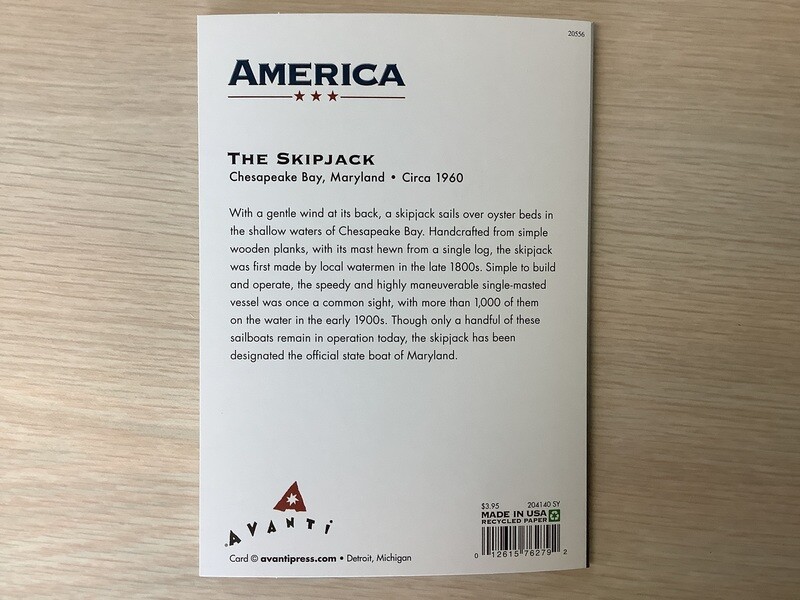 20556
AMERICA
THE SKIPJACK
Chesapeake Bay, Maryland • Circa 1960
With a gentle wind at its back, a skipjack sails over oyster beds in
the shallow waters of Chesapeake Bay. Handcrafted from simple
wooden planks, with its mast hewn from a single log, the skipjack
was first made by local watermen in the late 1800s. Simple to build
and operate, the speedy and highly maneuverable single-masted
vessel was once a common sight, with more than 1,000 of them
on the water in the early 1900s. Though only a handful of these
sailboats remain in operation today, the skipjack has been
designated the official state boat of Maryland.
AVANTI
Card © avantipress.com • Detroit, Michigan
$3.95 204140 SY
MADE IN USA
RECYCLED PAPER
0 12615 76279 2